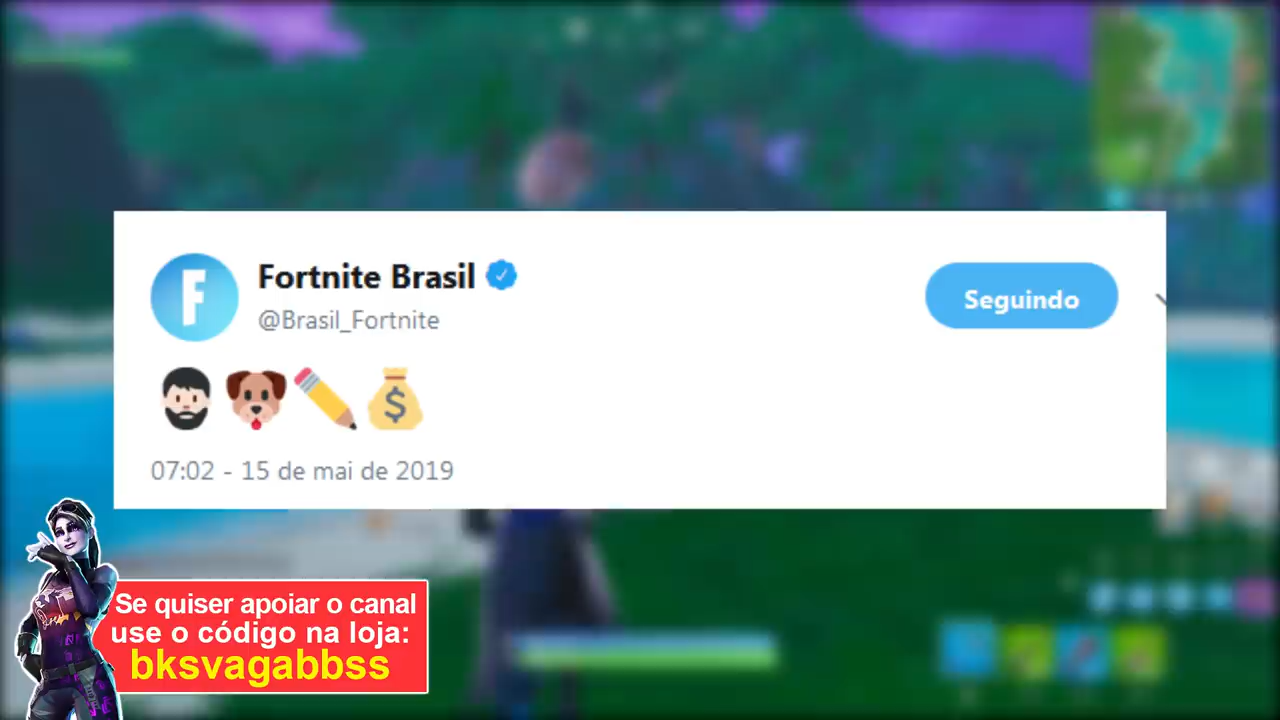 Fortnite Brasil
@Brasil_Fortnite
Seguindo
07:02 - 15 de mai de 2019
Se quiser apoiar o canal
use o código na loja:
bksvagabbss